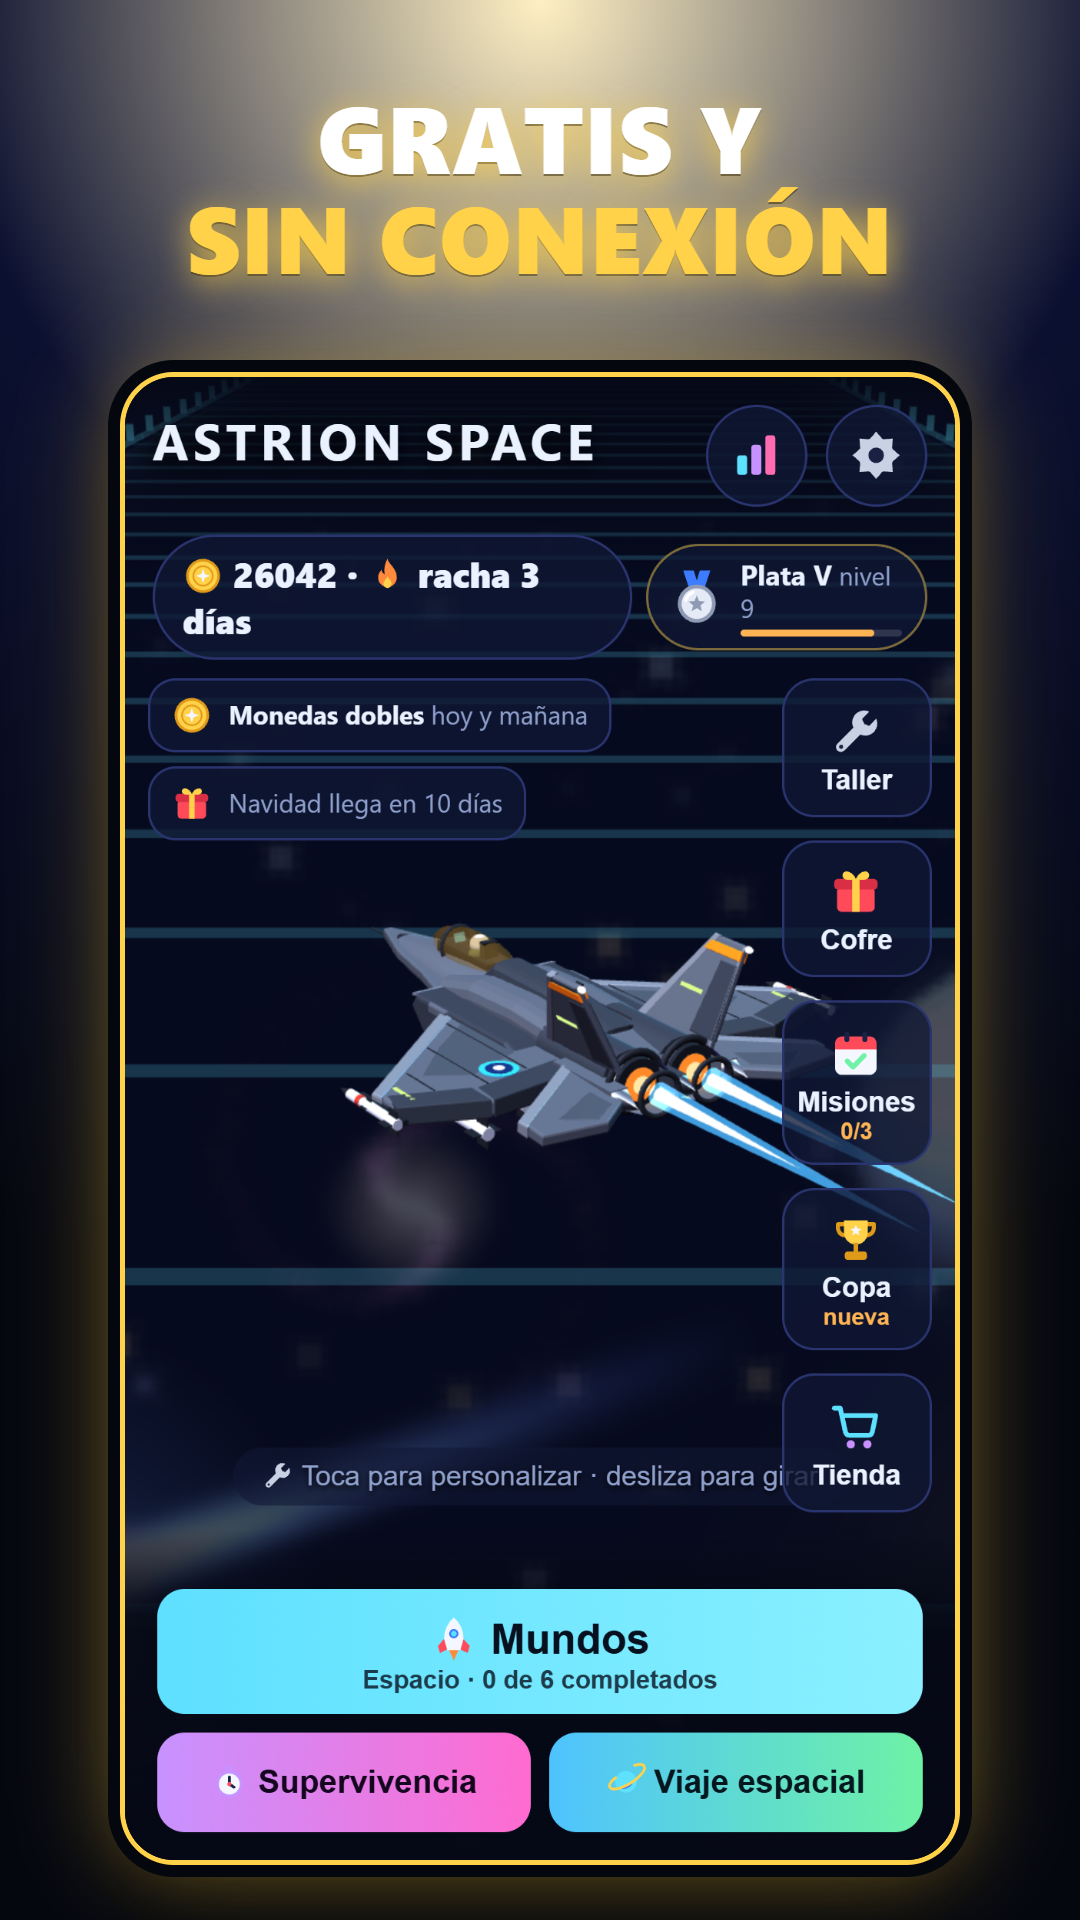 GRATIS Y
SIN CONEXIÓN
ASTRION SPACE
26042 · racha 3
días
Plata V nivel
9
Monedas dobles hoy y mañana
Navidad llega en 10 días
Taller
Cofre
Misiones
0/3
Copa
nueva
Toca para personalizar · desliza para girar
Tienda
Mundos
Espacio · 0 de 6 completados
Supervivencia
Viaje espacial